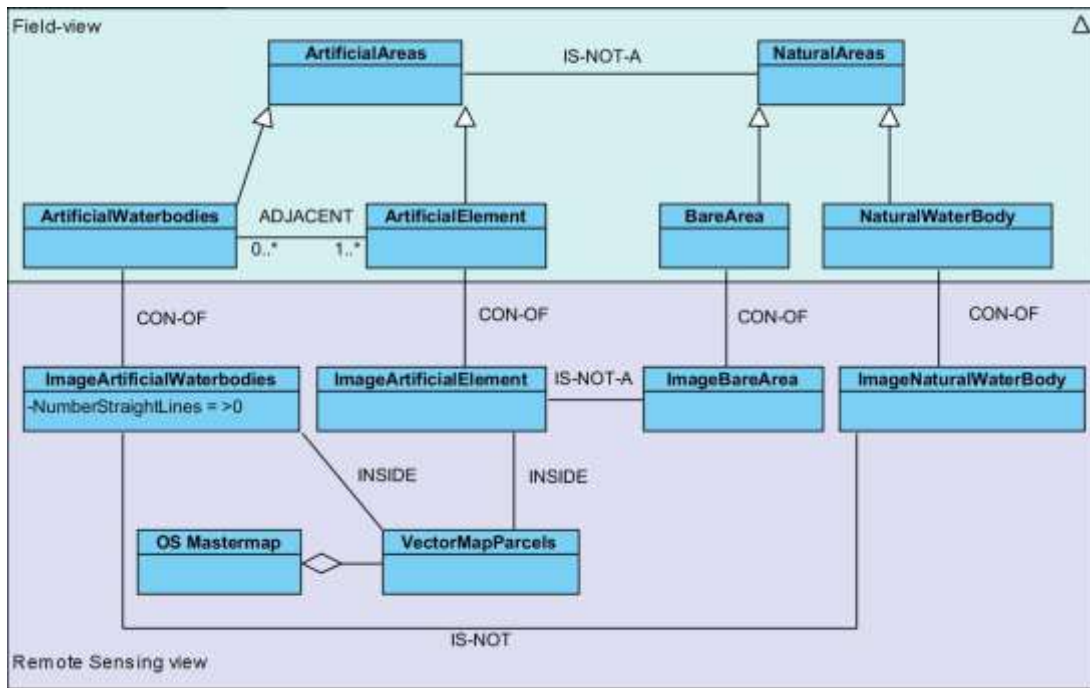 Field-view
ArtificialAreas
IS-NOT-A
NaturalAreas
ArtificialWaterbodies
ADJACENT
0..*
1..*
ArtificialElement
BareArea
NaturalWaterBody
CON-OF
CON-OF
CON-OF
CON-OF
ImageArtificialWaterbodies
-NumberStraightLines = >0
ImageArtificialElement
IS-NOT-A
ImageBareArea
ImageNaturalWaterBody
INSIDE
INSIDE
OS Mastermap
VectorMapParcels
IS-NOT
Remote Sensing view